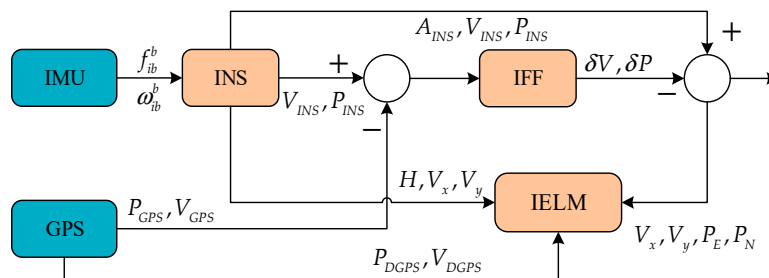 A_INS, V_INS, P_INS
+
IMU
f_ib^b
ω_ib^b
INS
+
V_INS, P_INS
−
IFF
δV, δP
−
H, V_x, V_y
IELM
GPS
P_GPS, V_GPS
V_x, V_y, P_E, P_N
P_DGPS, V_DGPS